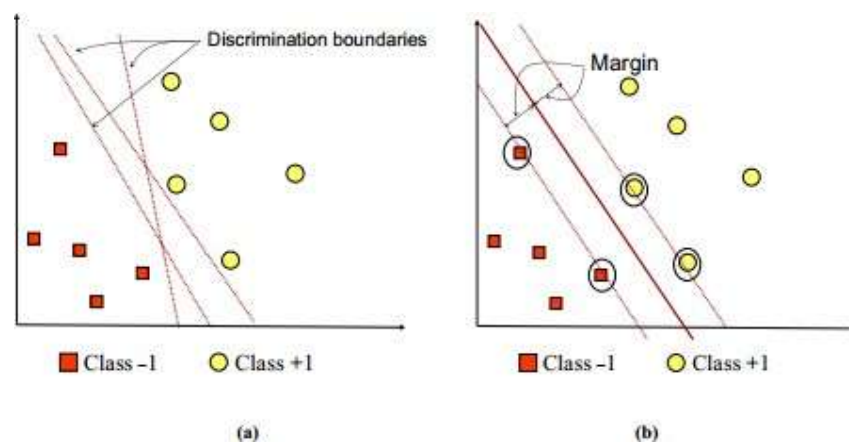 Discrimination boundaries
Class –1
Class +1
(a)
Margin
Class –1
Class +1
(b)